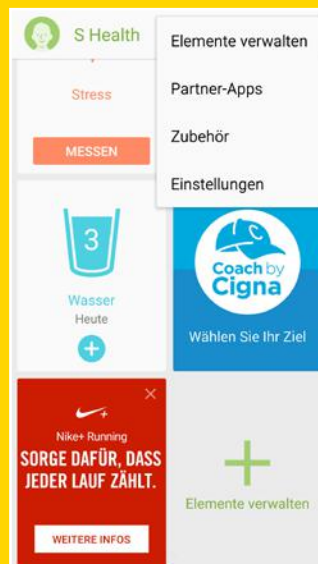 S Health
Elemente verwalten
Partner-Apps
Zubehör
Einstellungen
Stress
MESSEN
3
Wasser
Heute
C
Coach by
Cigna
Wählen Sie Ihr Ziel
Nike+ Running
SORGE DAFÜR, DASS
JEDER LAUF ZÄHLT.
WEITERE INFOS
Elemente verwalten